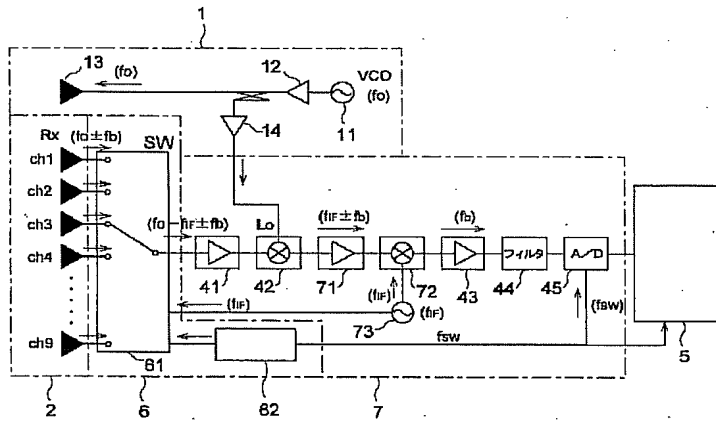 1
13
(fo)
12
VCD
(fo)
11
14
Rx
(fo±fb)
SW
ch1
ch2
ch3
ch4
ch9
(fo-fIF±fb)
Lo
(fIF±fb)
(fb)
フィルタ
A/D
41
42
71
72
43
44
45
(fIF)
(fIF)
73
(fIF)
(fsw)
fsw
61
62
5
2
6
7